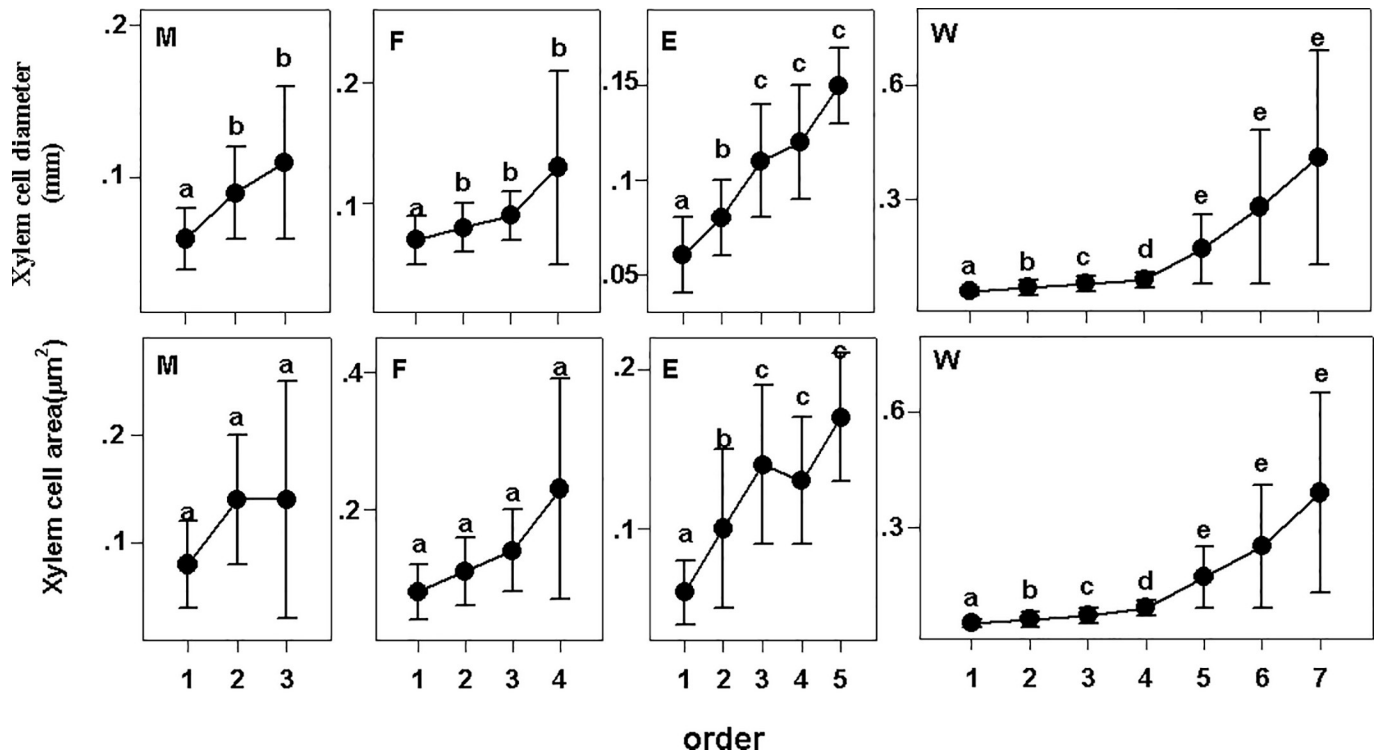 Xylem cell diameter
(mm)
M
.2
.1
a b b
F
.2
.1
a b b b
E
.15
.1
.05
a b c c c
W
.6
.3
a b c d e e e
Xylem cell area(μm²)
M
.2
.1
a a a
1 2 3
F
.4
.2
a a a a
1 2 3 4
E
.2
.1
a b c c c
1 2 3 4 5
W
.6
.3
a b c d e e e
1 2 3 4 5 6 7
order